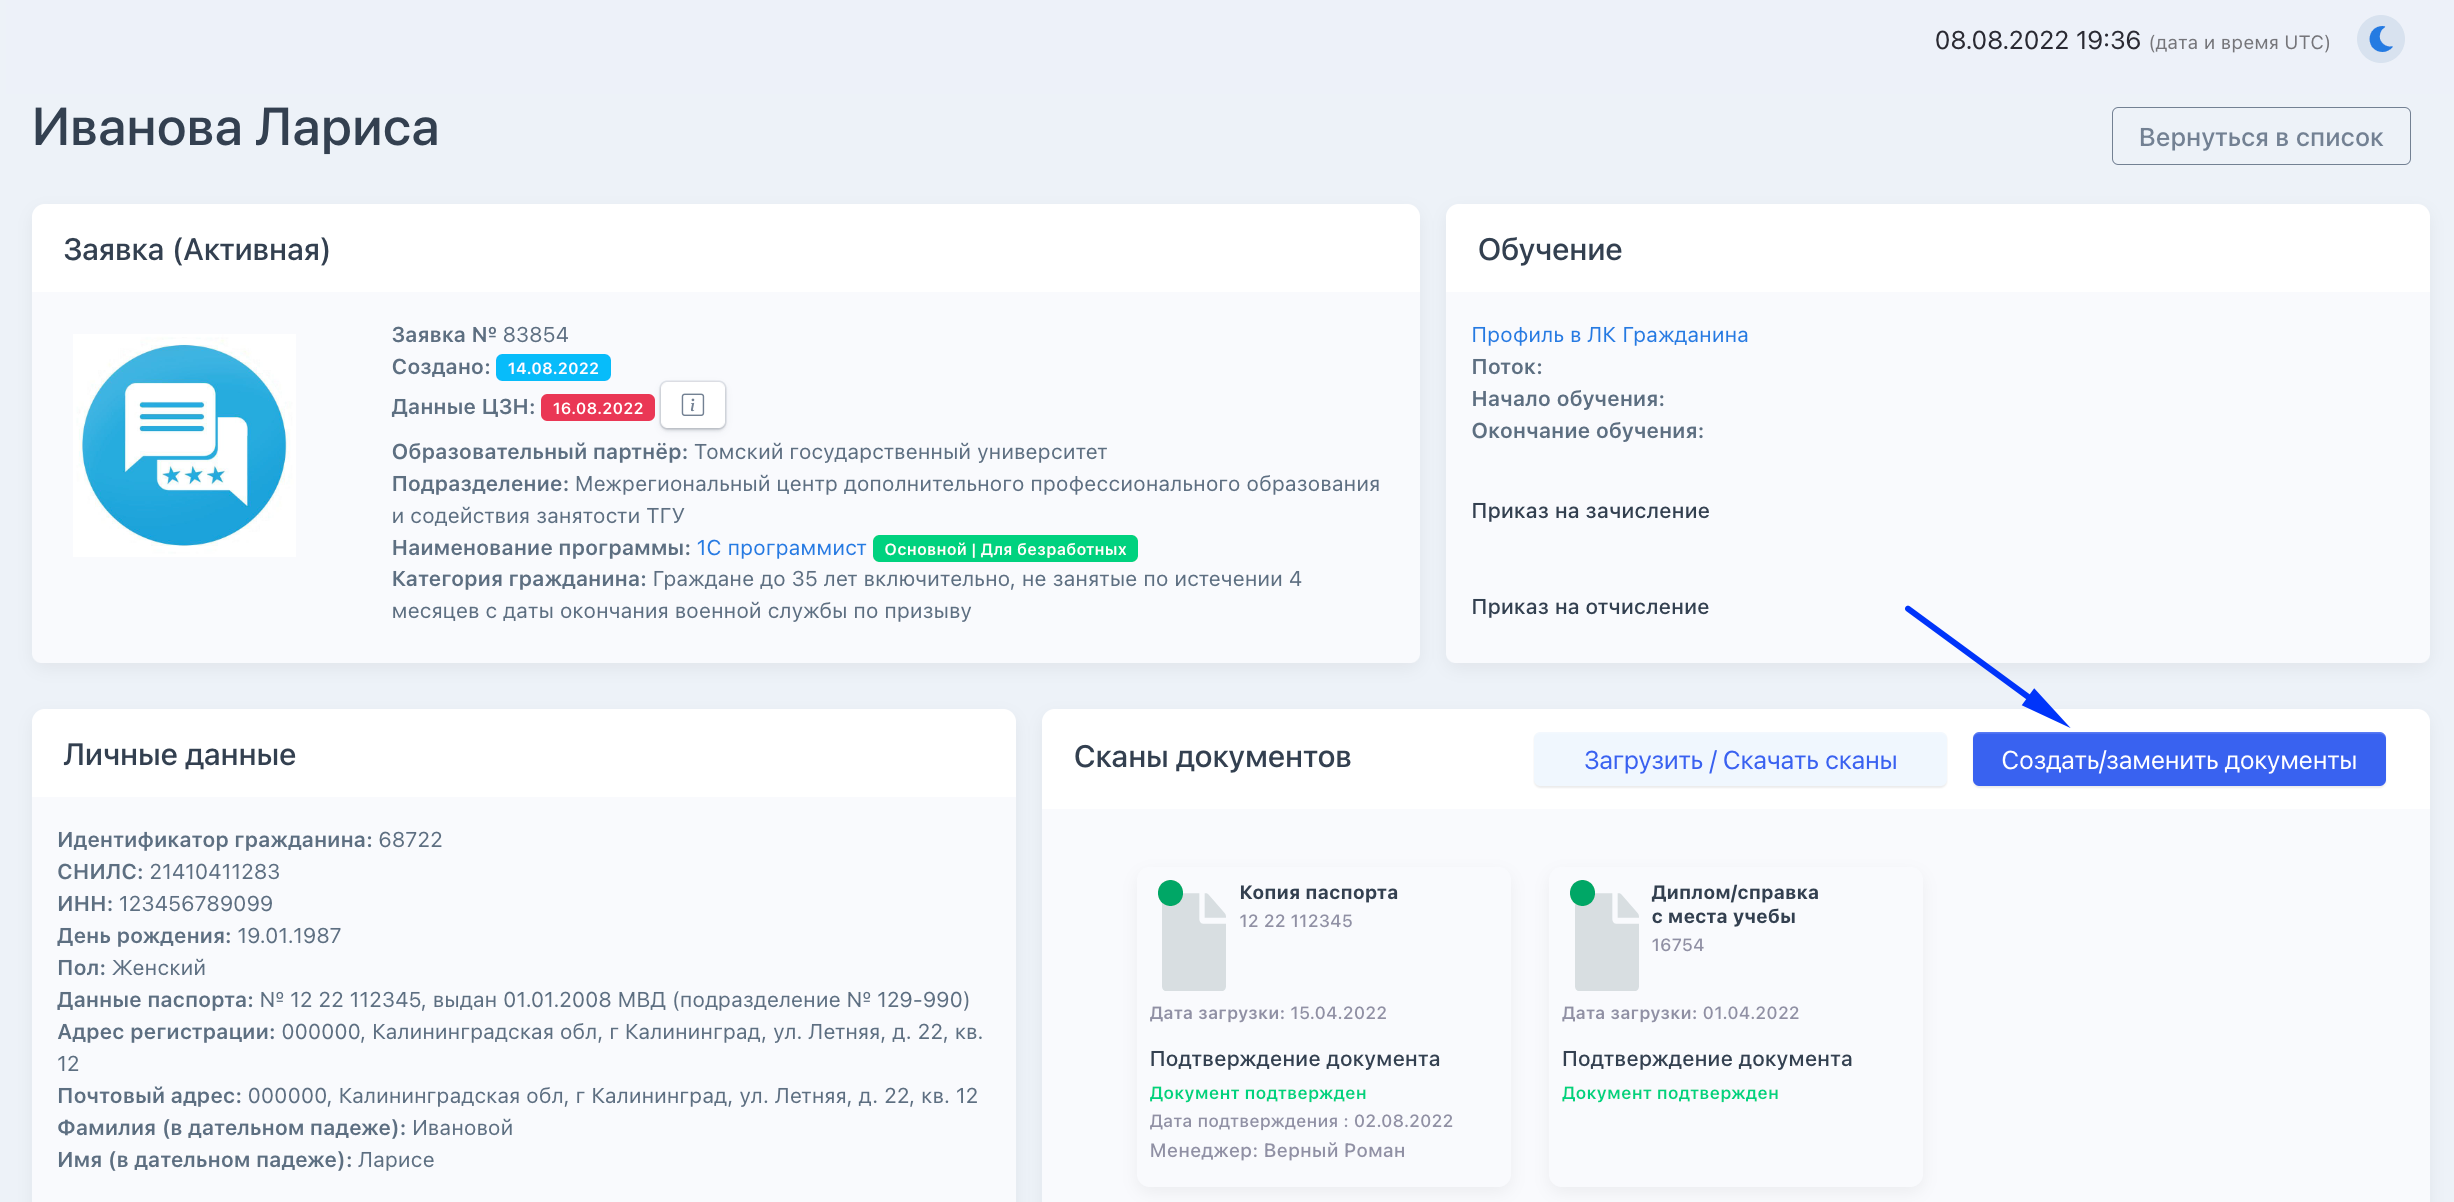 08.08.2022 19:36 (дата и время UTC)
Иванова Лариса
Вернуться в список
Заявка (Активная)
Заявка № 83854
Создано: 14.08.2022
Данные ЦЗН: 16.08.2022
Образовательный партнёр: Томский государственный университет
Подразделение: Межрегиональный центр дополнительного профессионального образования
и содействия занятости ТГУ
Наименование программы: 1С программист Основной | Для безработных
Категория гражданина: Граждане до 35 лет включительно, не занятые по истечении 4
месяцев с даты окончания военной службы по призыву
Обучение
Профиль в ЛК Гражданина
Поток:
Начало обучения:
Окончание обучения:
Приказ на зачисление
Приказ на отчисление
Личные данные
Идентификатор гражданина: 68722
СНИЛС: 21410411283
ИНН: 123456789099
День рождения: 19.01.1987
Пол: Женский
Данные паспорта: № 12 22 112345, выдан 01.01.2008 МВД (подразделение № 129-990)
Адрес регистрации: 000000, Калининградская обл, г Калининград, ул. Летняя, д. 22, кв.
12
Почтовый адрес: 000000, Калининградская обл, г Калининград, ул. Летняя, д. 22, кв. 12
Фамилия (в дательном падеже): Ивановой
Имя (в дательном падеже): Ларисе
Сканы документов
Загрузить / Скачать сканы
Создать/заменить документы
Копия паспорта
12 22 112345
Дата загрузки: 15.04.2022
Подтверждение документа
Документ подтвержден
Дата подтверждения : 02.08.2022
Менеджер: Верный Роман
Диплом/справка
с места учебы
16754
Дата загрузки: 01.04.2022
Подтверждение документа
Документ подтвержден